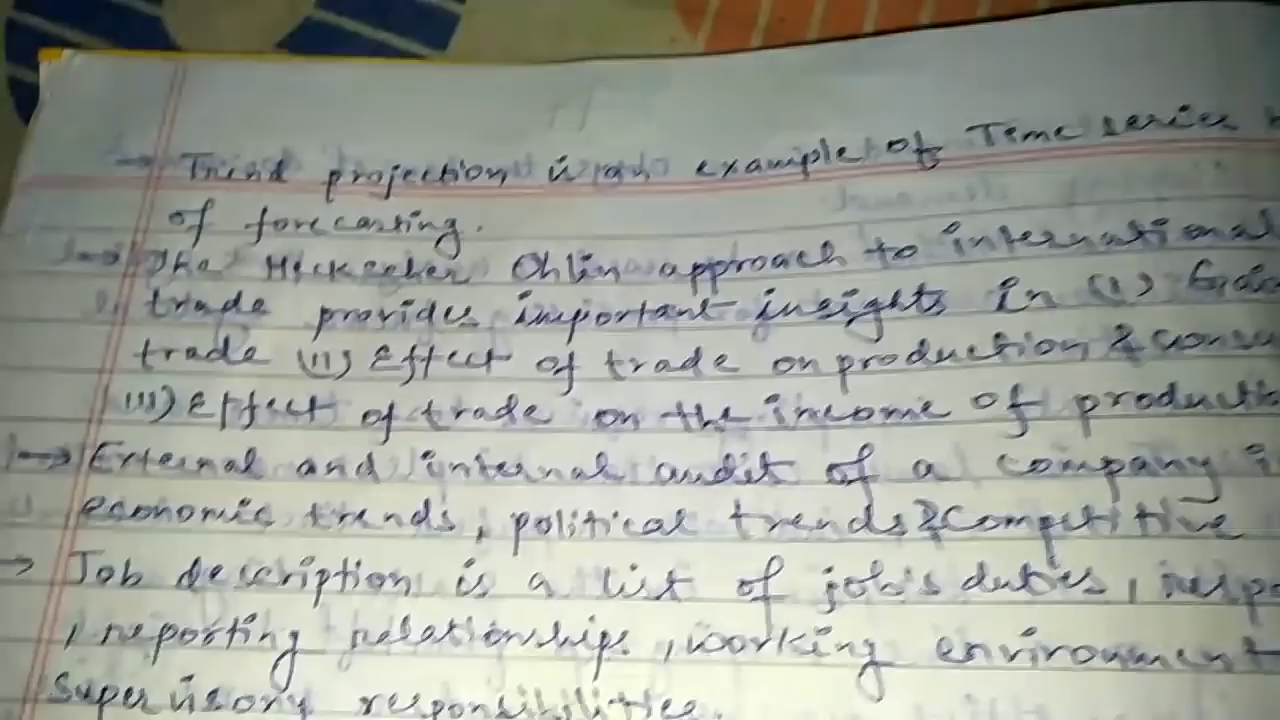 → Trend projection is an example of Time series
of forecasting.
→ The Heckscher Ohlin approach to international
trade provides important insights in (I)
trade (II) Effect of trade on production &
(III) Effect of trade on the income of
→ External and internal audit of a company
economic trends, political trends & Competitive
→ Job description is a list of job's duties,
, reporting relationships, working environment
supervisory responsibilities.